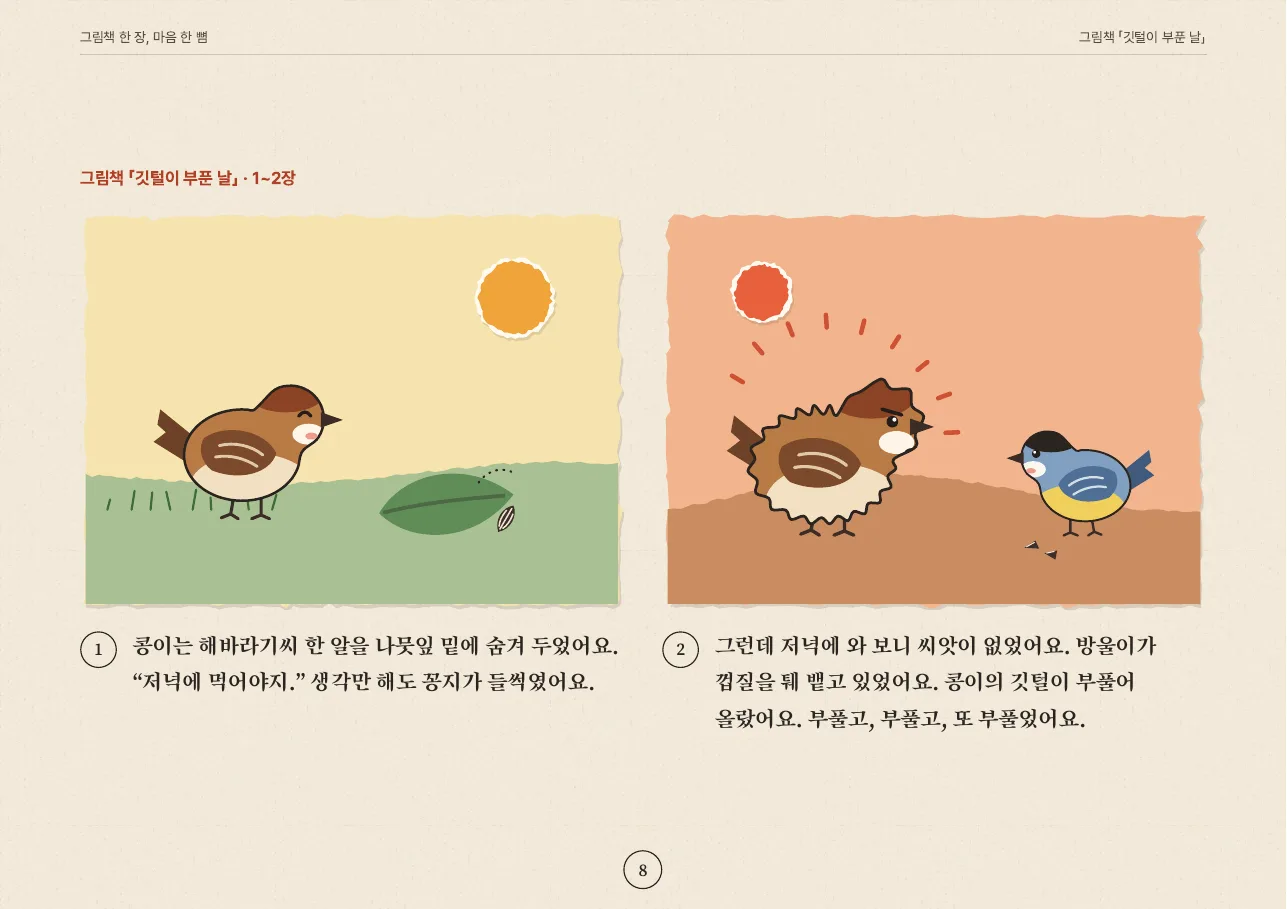 그림책 한 장, 마음 한 뼘
그림책 「깃털이 부푼 날」
그림책 「깃털이 부푼 날」 · 1~2장
1
콩이는 해바라기씨 한 알을 나뭇잎 밑에 숨겨 두었어요.
“저녁에 먹어야지.” 생각만 해도 꽁지가 들썩였어요.
2
그런데 저녁에 와 보니 씨앗이 없었어요. 방울이가
껍질을 퉤 뱉고 있었어요. 콩이의 깃털이 부풀어
올랐어요. 부풀고, 부풀고, 또 부풀었어요.
8